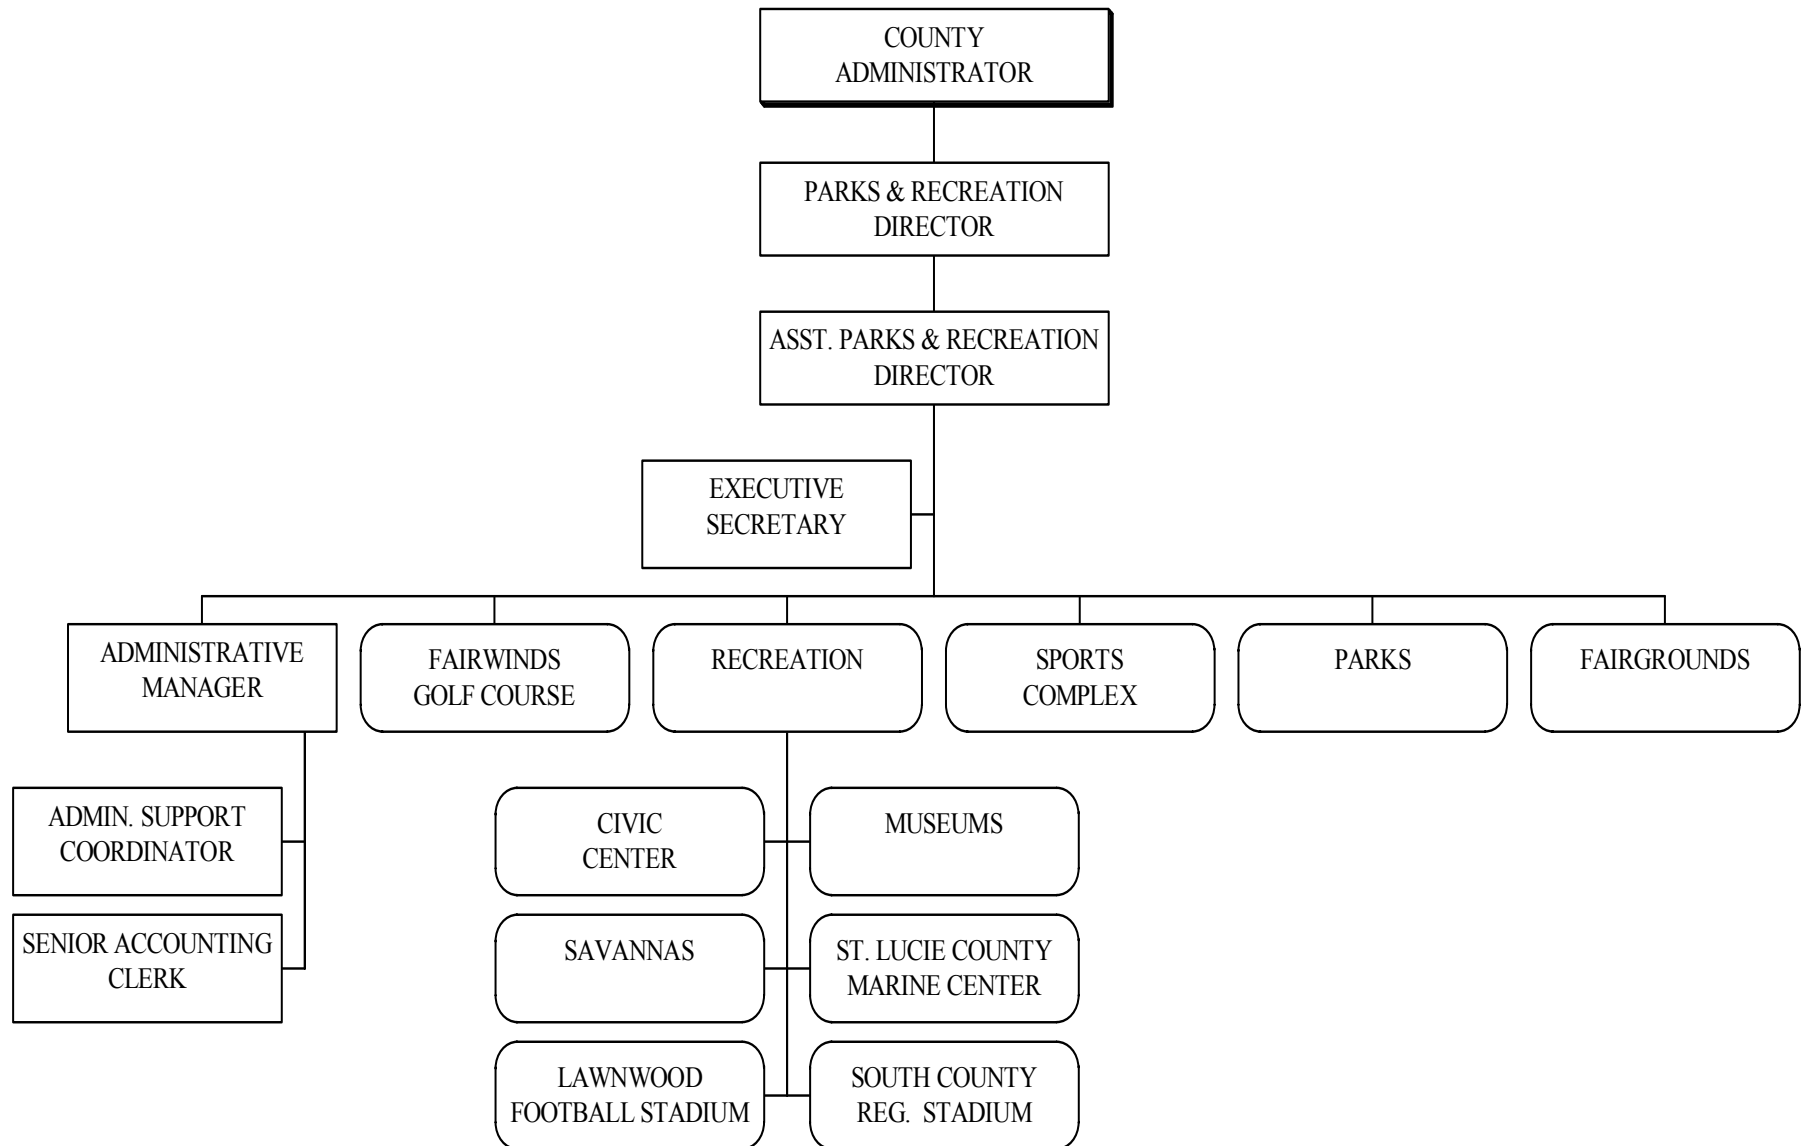 COUNTY
ADMINISTRATOR
PARKS & RECREATION
DIRECTOR
ASST. PARKS & RECREATION
DIRECTOR
EXECUTIVE
SECRETARY
ADMINISTRATIVE
MANAGER
FAIRWINDS
GOLF COURSE
RECREATION
SPORTS
COMPLEX
PARKS
FAIRGROUNDS
ADMIN. SUPPORT
COORDINATOR
CIVIC
CENTER
MUSEUMS
SENIOR ACCOUNTING
CLERK
SAVANNAS
ST. LUCIE COUNTY
MARINE CENTER
LAWNWOOD
FOOTBALL STADIUM
SOUTH COUNTY
REG. STADIUM